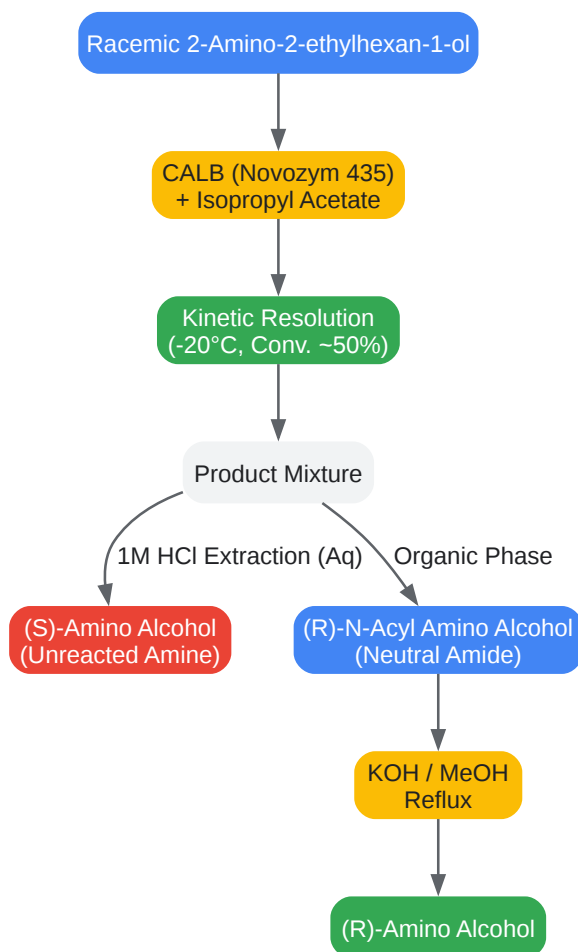 Racemic 2-Amino-2-ethylhexan-1-ol
CALB (Novozym 435)
+ Isopropyl Acetate
Kinetic Resolution
(-20°C, Conv. ~50%)
Product Mixture
1M HCl Extraction (Aq)
Organic Phase
(S)-Amino Alcohol
(Unreacted Amine)
(R)-N-Acyl Amino Alcohol
(Neutral Amide)
KOH / MeOH
Reflux
(R)-Amino Alcohol